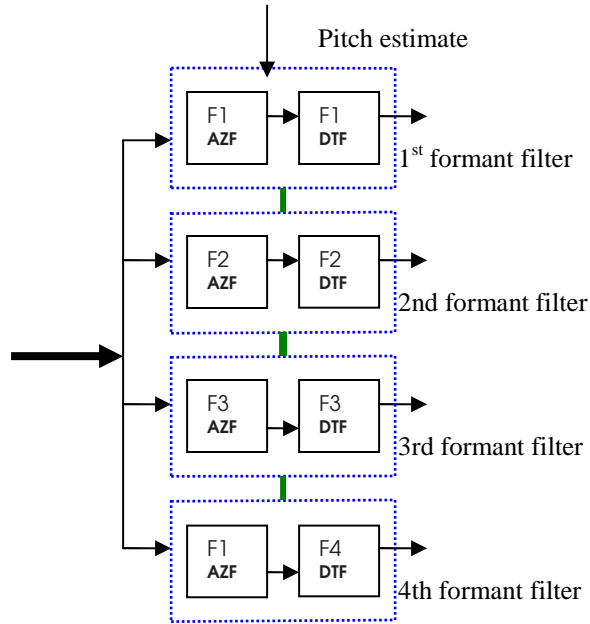 Pitch estimate
F1 F1
AZF DTF
1st formant filter
F2 F2
AZF DTF
2nd formant filter
F3 F3
AZF DTF
3rd formant filter
F1 F4
AZF DTF
4th formant filter